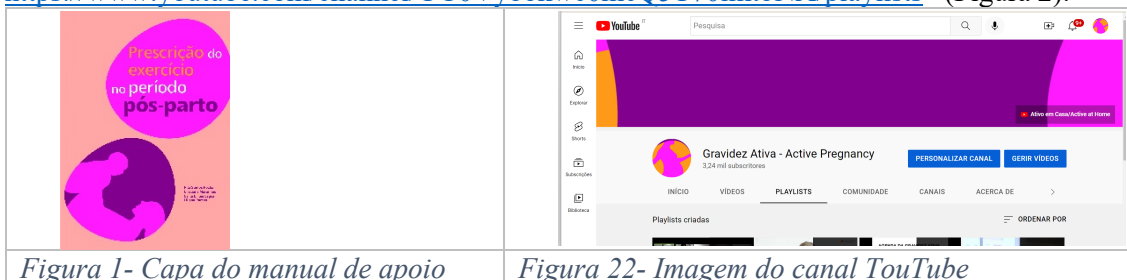 (Figura 2).
Prescrição do
exercício
no período
pós-parto
YouTube PT
Pesquisa
9+
Início
Explorar
Shorts
Subscrições
Biblioteca
Ativo em Casa/Active at Home
Gravidez Ativa - Active Pregnancy
3,24 mil subscritores
PERSONALIZAR CANAL
GERIR VÍDEOS
INÍCIO VÍDEOS PLAYLISTS COMUNIDADE CANAIS ACERCA DE
Playlists criadas
ORDENAR POR
Figura 1- Capa do manual de apoio
Figura 22- Imagem do canal TouTube